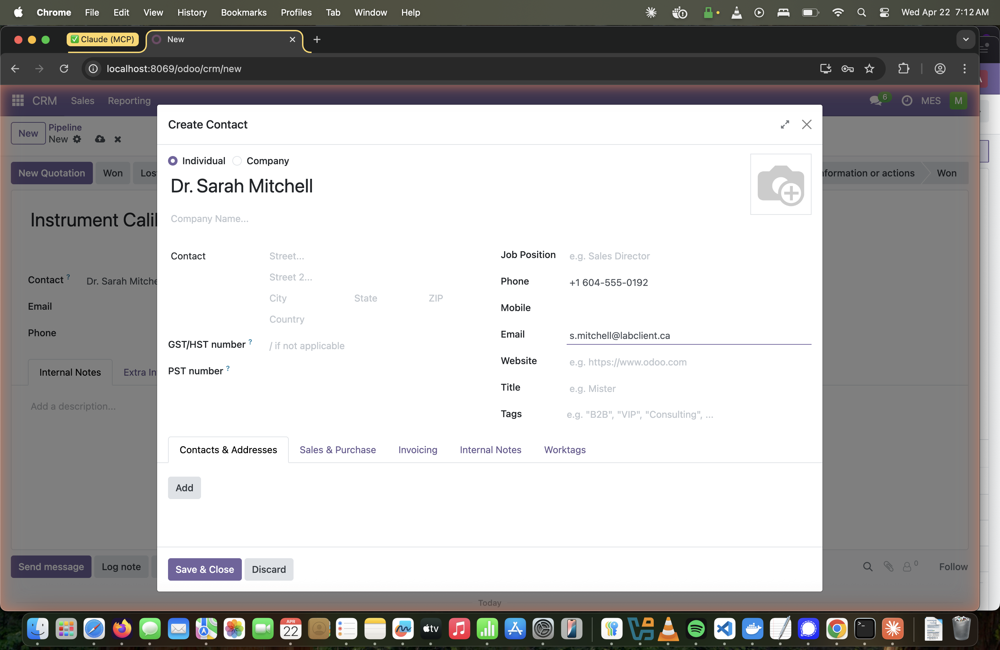 Chrome File Edit View History Bookmarks Profiles Tab Window Help Wed Apr 22 7:12 AM
Claude (MCP) New
localhost:8069/odoo/crm/new
CRM Sales Reporting 6 MES M
Create Contact
New Pipeline
New
Individual Company
New Quotation Won formation or actions Won
Dr. Sarah Mitchell
Instrument
Company Name...
Contact Street... Job Position e.g. Sales Director
Street 2...
Contact ? Dr. Sarah Phone +1 604-555-0192
City State ZIP
Email Mobile
Country
Phone Email s.mitchell@labclient.ca
GST/HST number ? / if not applicable
Website e.g. https://www.odoo.com
PST number ?
Internal Notes Extra
Title e.g. Mister
Add a description...
Tags e.g. "B2B", "VIP", "Consulting", ...
Contacts & Addresses Sales & Purchase Invoicing Internal Notes Worktags
Add
Send message Log note Save & Close Discard 0 Follow
Today
APR
22
tv